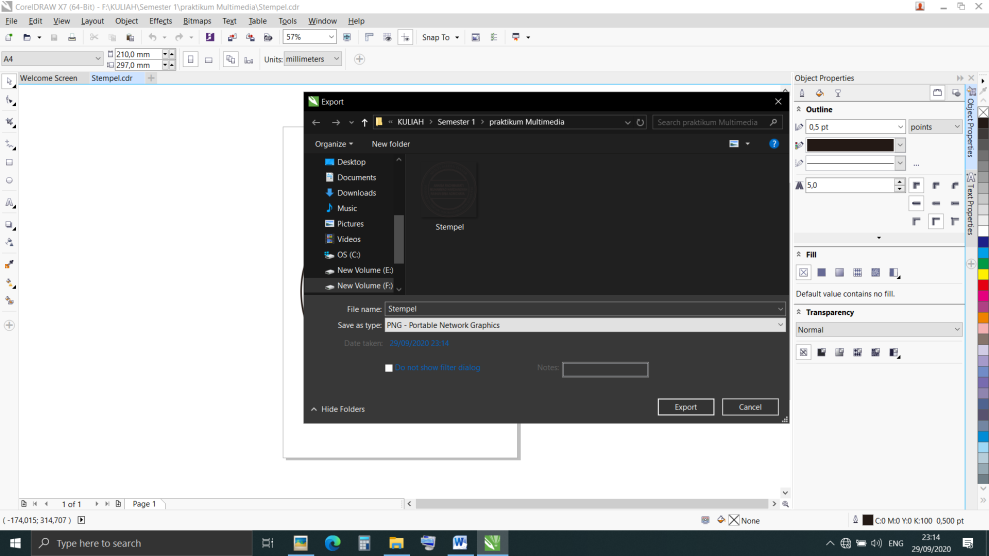 CorelDRAW X7 (64-Bit) - F:\KULIAH\Semester 1\praktikum Multimedia\Stempel.cdr
File Edit View Layout Object Effects Bitmaps Text Table Tools Window Help
57% Snap To
A4 210,0 mm 297,0 mm Units: millimeters
Welcome Screen Stempel.cdr
Export
« KULIAH > Semester 1 > praktikum Multimedia Search praktikum Multimedia
Organize New folder
Desktop
Documents
Downloads
Music
Pictures
Videos
OS (C:)
New Volume (E:)
New Volume (F:)
Stempel
File name: Stempel
Save as type: PNG - Portable Network Graphics
Date taken: 29/09/2020 23:14
Do not show filter dialog Notes:
Hide Folders Export Cancel
Object Properties
Outline
0,5 pt points
...
5,0
Fill
Default value contains no fill.
Transparency
Normal
Object Properties
Text Properties
1 of 1 Page 1
( -174,015; 314,707 ) None C:0 M:0 Y:0 K:100 0,500 pt
Type here to search ENG 23:14 29/09/2020